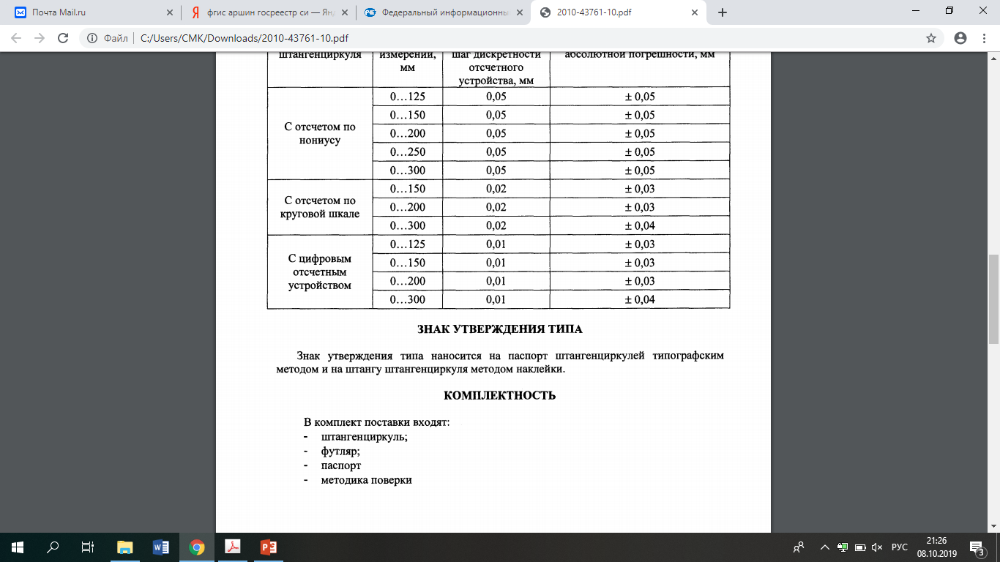 Почта Mail.ru
фгис аршин госреестр си — Ян
Федеральный информационны
2010-43761-10.pdf
Файл C:/Users/СМК/Downloads/2010-43761-10.pdf
штангенциркуля измерений, шаг дискретности абсолютной погрешности, мм
мм отсчетного
устройства, мм
С отсчетом по нониусу
0…125 0,05 ± 0,05
0…150 0,05 ± 0,05
0…200 0,05 ± 0,05
0…250 0,05 ± 0,05
0…300 0,05 ± 0,05
С отсчетом по круговой шкале
0…150 0,02 ± 0,03
0…200 0,02 ± 0,03
0…300 0,02 ± 0,04
С цифровым отсчетным устройством
0…125 0,01 ± 0,03
0…150 0,01 ± 0,03
0…200 0,01 ± 0,03
0…300 0,01 ± 0,04
ЗНАК УТВЕРЖДЕНИЯ ТИПА
Знак утверждения типа наносится на паспорт штангенциркулей типографским
методом и на штангу штангенциркуля методом наклейки.
КОМПЛЕКТНОСТЬ
В комплект поставки входят:
- штангенциркуль;
- футляр;
- паспорт
- методика поверки
РУС
21:26
08.10.2019
3